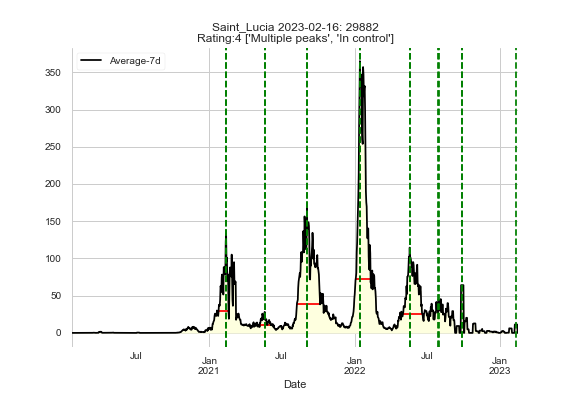 Saint_Lucia 2023-02-16: 29882
Rating:4 ['Multiple peaks', 'In control']
Average-7d
350
300
250
200
150
100
50
0
Jul
Jan
2021
Jul
Jan
2022
Jul
Jan
2023
Date